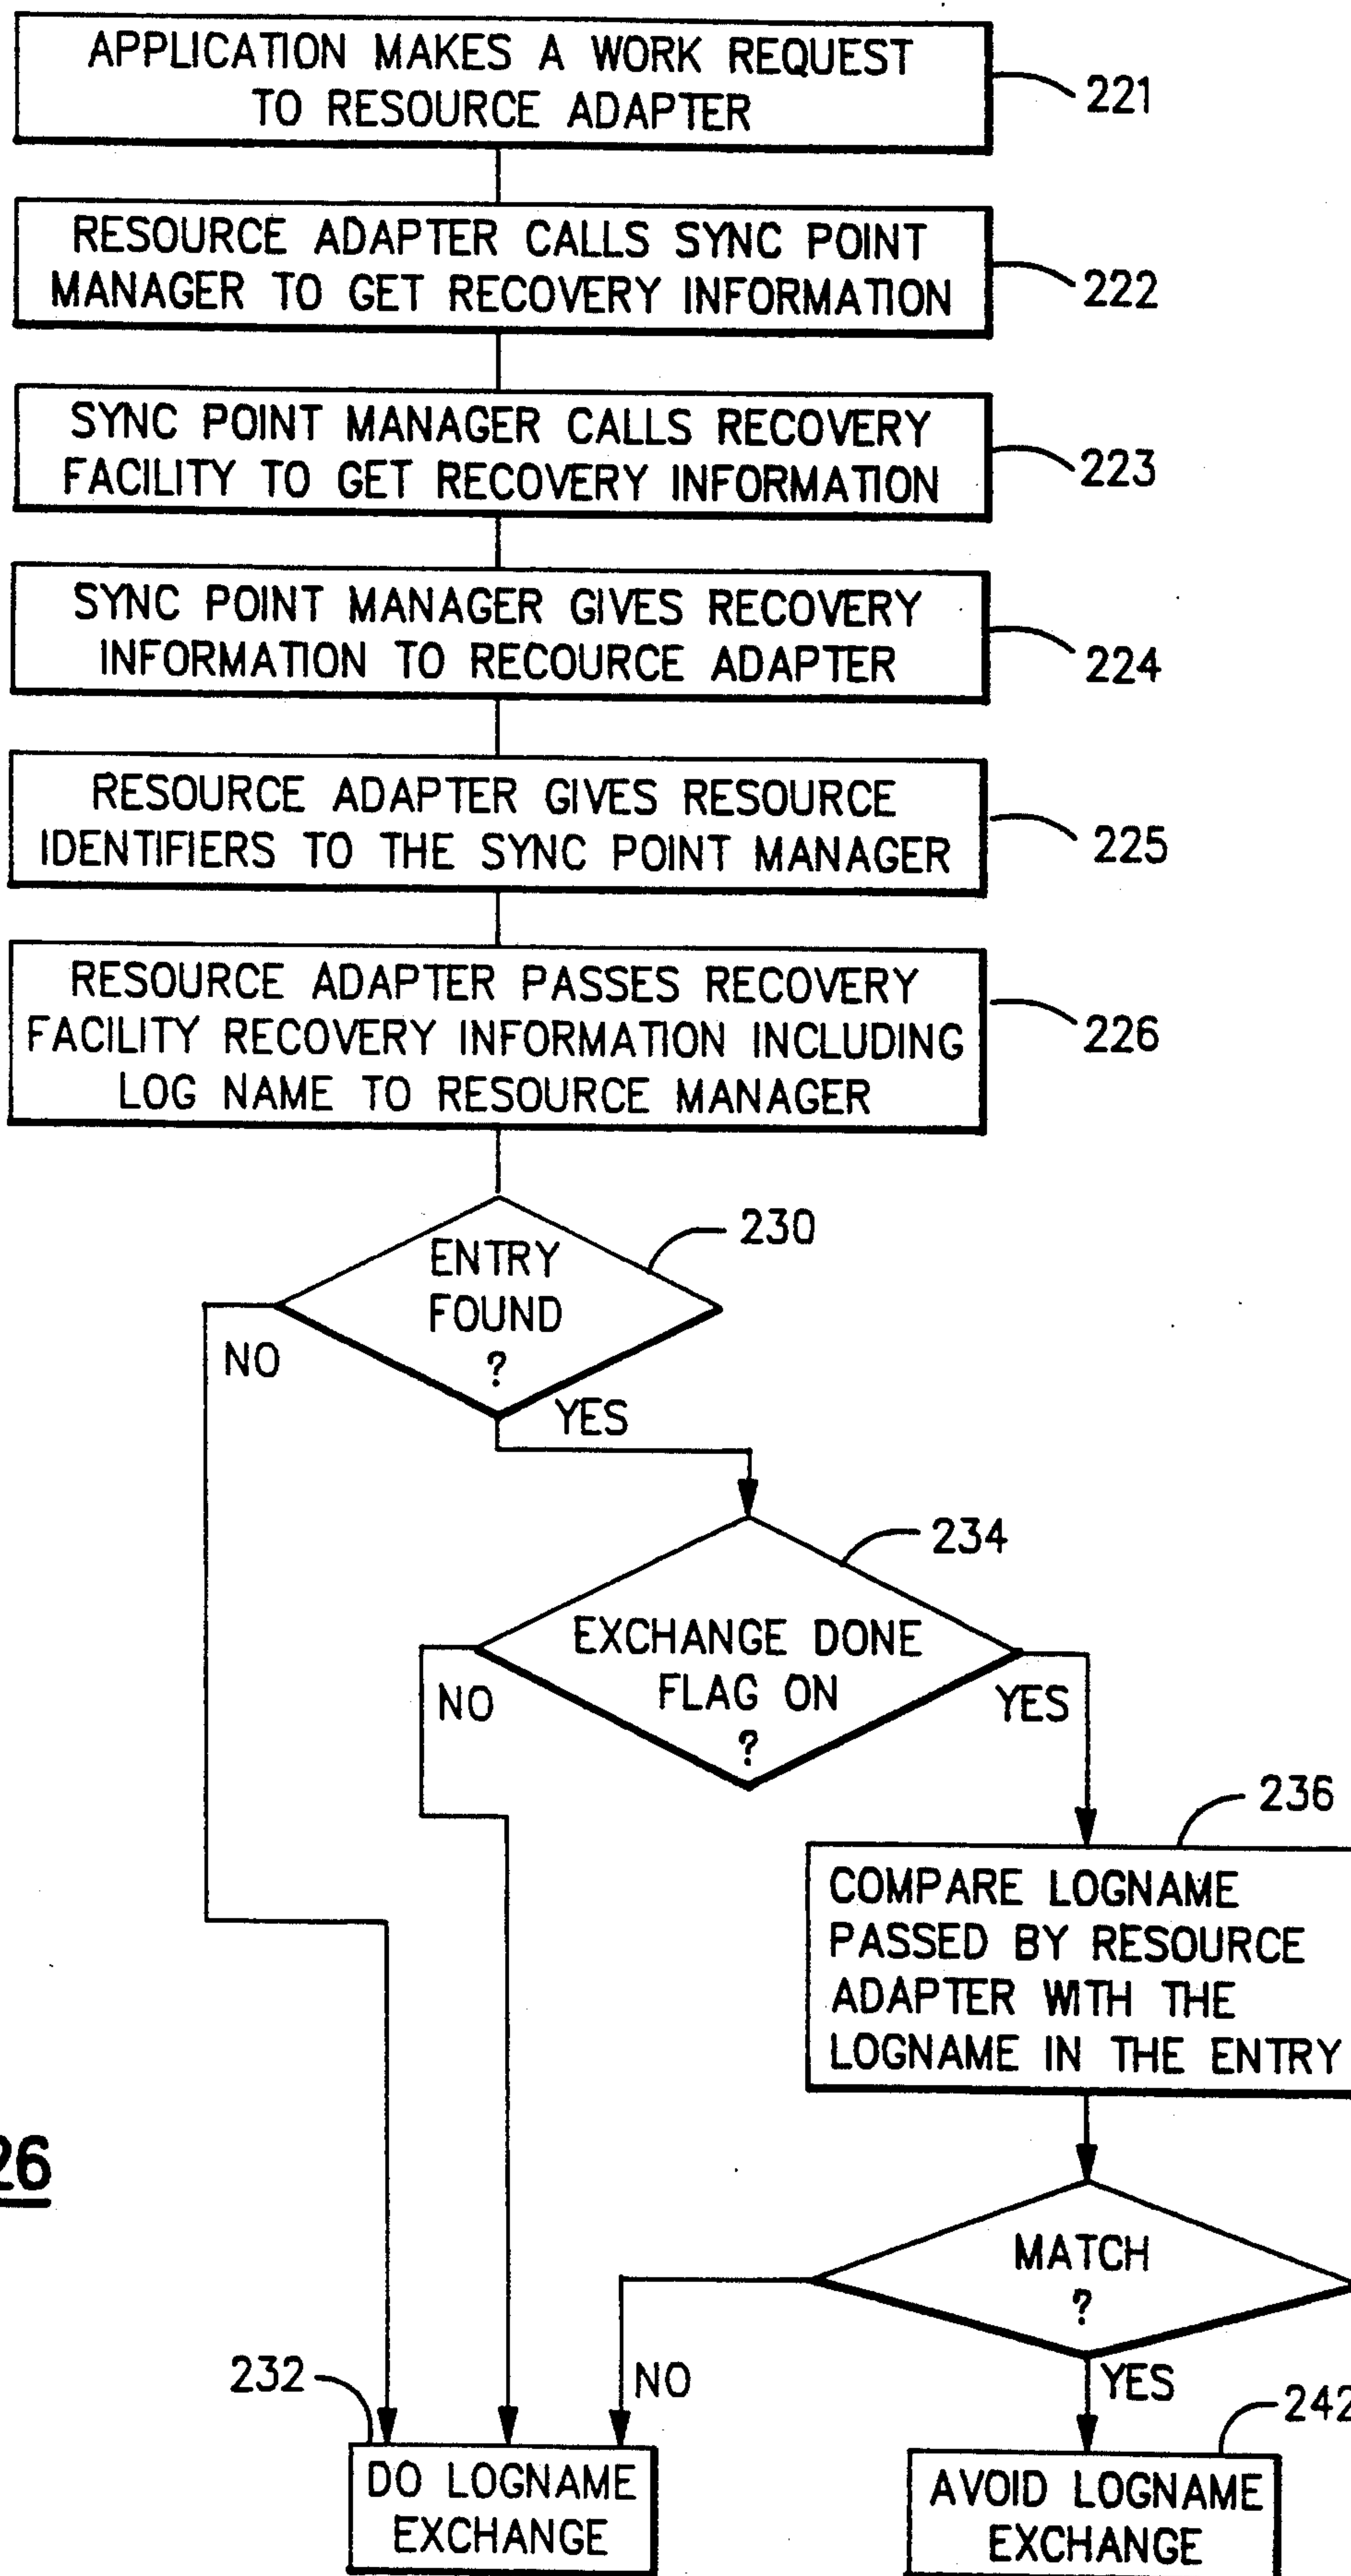 APPLICATION MAKES A WORK REQUEST
TO RESOURCE ADAPTER
221
RESOURCE ADAPTER CALLS SYNC POINT
MANAGER TO GET RECOVERY INFORMATION
222
SYNC POINT MANAGER CALLS RECOVERY
FACILITY TO GET RECOVERY INFORMATION
223
SYNC POINT MANAGER GIVES RECOVERY
INFORMATION TO RECOURCE ADAPTER
224
RESOURCE ADAPTER GIVES RESOURCE
IDENTIFIERS TO THE SYNC POINT MANAGER
225
RESOURCE ADAPTER PASSES RECOVERY
FACILITY RECOVERY INFORMATION INCLUDING
LOG NAME TO RESOURCE MANAGER
226
230
ENTRY
FOUND
?
NO
YES
234
EXCHANGE DONE
FLAG ON
?
NO
YES
236
COMPARE LOGNAME
PASSED BY RESOURCE
ADAPTER WITH THE
LOGNAME IN THE ENTRY
26
MATCH
?
NO
YES
232
242
DO LOGNAME
EXCHANGE
AVOID LOGNAME
EXCHANGE